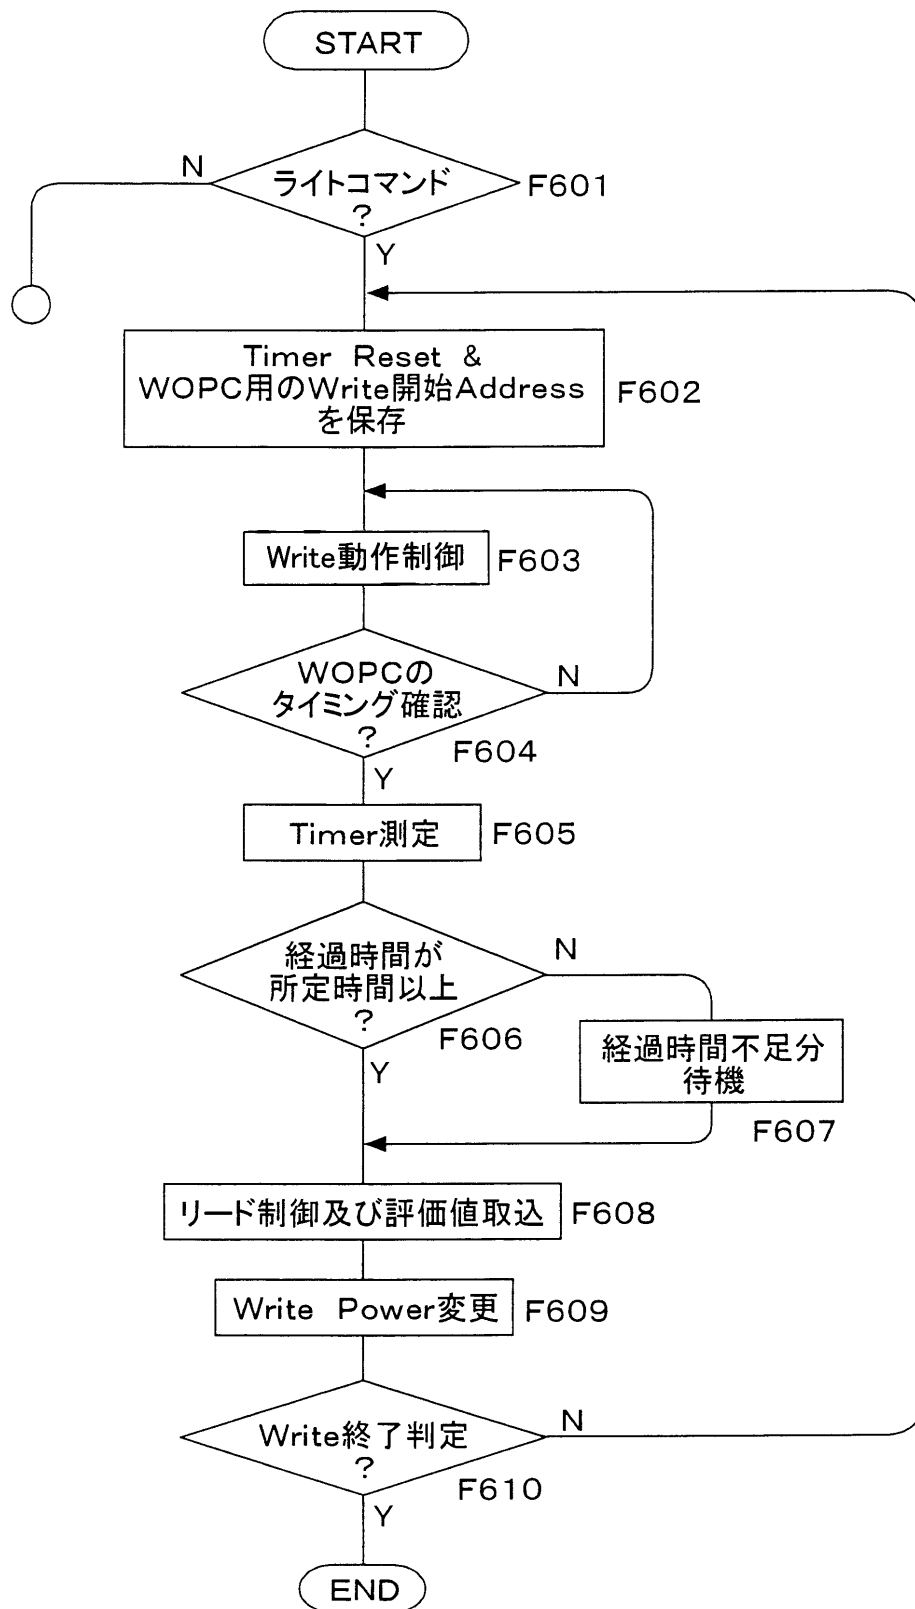 START
N
ライトコマンド
?
F601
Y
Timer Reset &
WOPC用のWrite開始Address
を保存
F602
Write動作制御
F603
WOPCの
タイミング確認
?
N
F604
Y
Timer測定
F605
経過時間が
所定時間以上
?
N
F606
Y
経過時間不足分
待機
F607
リード制御及び評価値取込
F608
Write Power変更
F609
Write終了判定
?
N
F610
Y
END